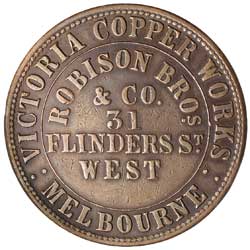 VICTORIA COPPER WORKS
ROBISON BROS.
& CO.
31
FLINDERS ST
WEST
· MELBOURNE ·